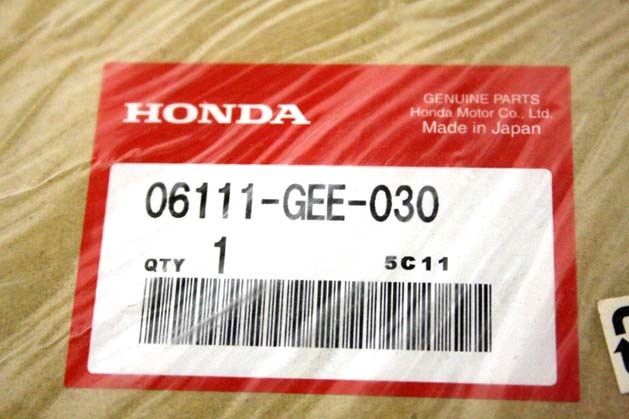 HONDA
GENUINE PARTS
Honda Motor Co., Ltd.
Made in Japan
06111-GEE-030
QTY 1 5C11